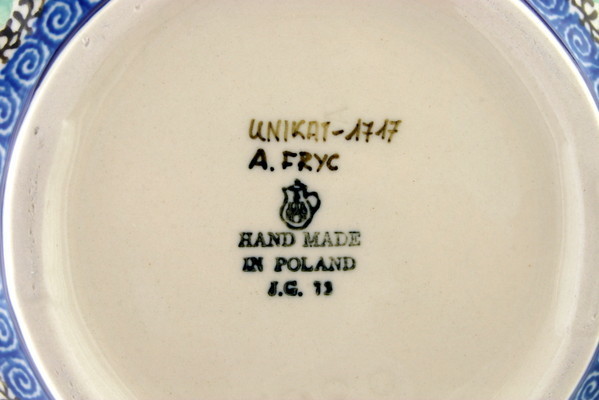 UNIKAT-1717
A. FRYC
HAND MADE
IN POLAND
J.G. 13